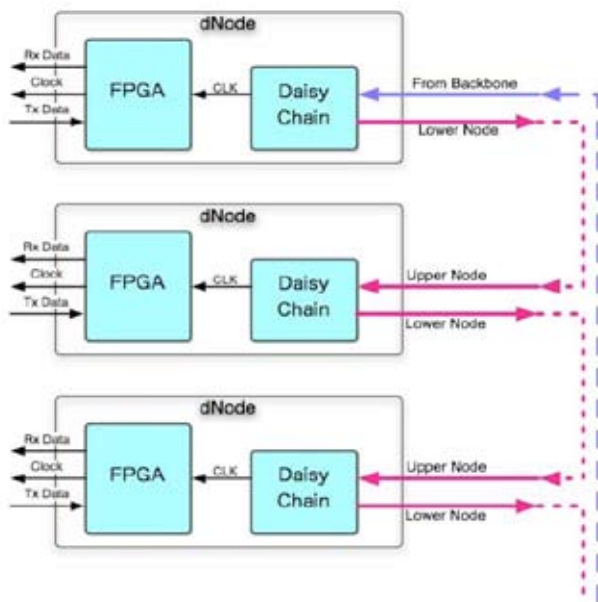 dNode
Rx Data
Clock
Tx Data
FPGA
CLK
Daisy
Chain
From Backbone
Lower Node
dNode
Rx Data
Clock
Tx Data
FPGA
CLK
Daisy
Chain
Upper Node
Lower Node
dNode
Rx Data
Clock
Tx Data
FPGA
CLK
Daisy
Chain
Upper Node
Lower Node